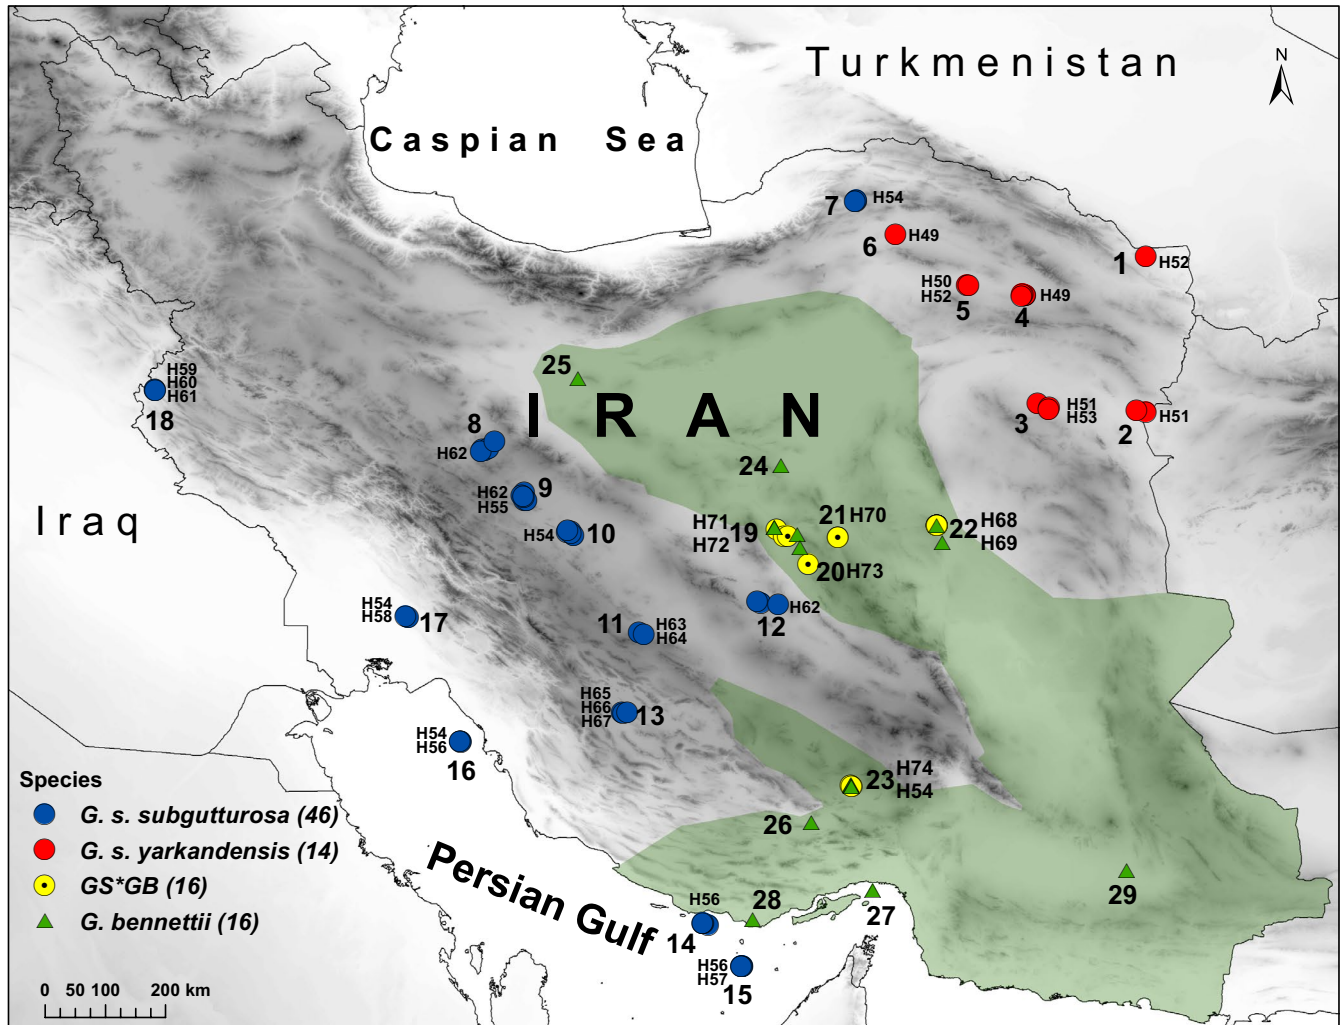 Turkmenistan
N
Caspian Sea
7 H54
6 H49
1 H52
H50
H52
5
H49
4
25
H59
H60
H61
18
IRAN
3 H51
H53
2 H51
8
H62
24
9
H62
H55
Iraq
H54 10
H71
H72
19
21 H70
22 H68
H69
20 H73
H54
H58
17
11 H63
H64
12 H62
H65
H66
H67
13
H54
H56
16
23 H74
H54
26
Species
G. s. subgutturosa (46)
G. s. yarkandensis (14)
GS*GB (16)
G. bennettii (16)
Persian Gulf
29
H56
14
28
27
H56
H57
15
0 50 100 200 km